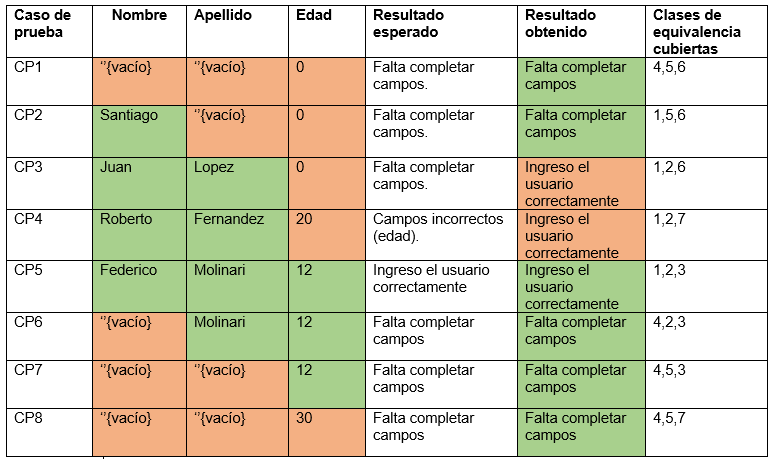 Caso de prueba Nombre Apellido Edad Resultado esperado Resultado obtenido Clases de equivalencia cubiertas
CP1 ‘’{vacío} ‘’{vacío} 0 Falta completar campos. Falta completar campos 4,5,6
CP2 Santiago ‘’{vacío} 0 Falta completar campos. Falta completar campos 1,5,6
CP3 Juan Lopez 0 Falta completar campos. Ingreso el usuario correctamente 1,2,6
CP4 Roberto Fernandez 20 Campos incorrectos (edad). Ingreso el usuario correctamente 1,2,7
CP5 Federico Molinari 12 Ingreso el usuario correctamente Ingreso el usuario correctamente 1,2,3
CP6 ‘’{vacío} Molinari 12 Falta completar campos Falta completar campos 4,2,3
CP7 ‘’{vacío} ‘’{vacío} 12 Falta completar campos Falta completar campos 4,5,3
CP8 ‘’{vacío} ‘’{vacío} 30 Falta completar campos Falta completar campos 4,5,7